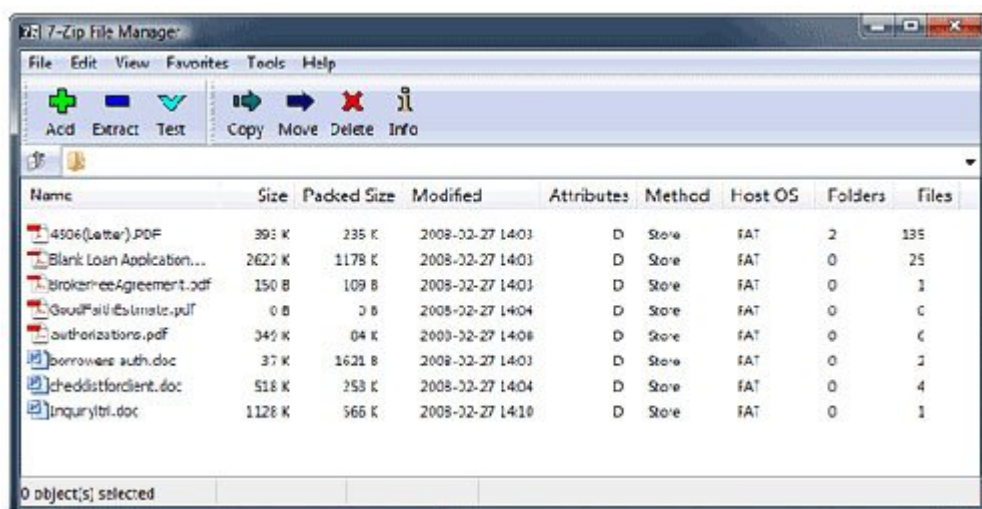 7-Zip File Manager
File Edit View Favorites Tools Help
Add Extract Test Copy Move Delete Info
Name Size Packed Size Modified Attributes Method Host OS Folders Files
4506(Letter).PDF 393 K 235 K 2008-02-27 14:03 D Store FAT 2 135
Blank Loan Application... 2622 K 1178 K 2008-02-27 14:03 D Store FAT 0 25
BrokerFeeAgreement.pdf 150 B 109 B 2008-02-27 14:03 D Store FAT 0 1
GoodFaithEstimate.pdf 0 B 0 B 2008-02-27 14:04 D Store FAT 0 0
authorizations.pdf 349 K 84 K 2008-02-27 14:08 D Store FAT 0
borrowers auth.doc 37 K 1621 B 2008-02-27 14:03 D Store FAT 0 2
checklistforclient.doc 518 K 253 K 2008-02-27 14:04 D Store FAT 0 4
1128 K 566 K 2008-02-27 14:10 D Store FAT 0 1
0 object(s) selected